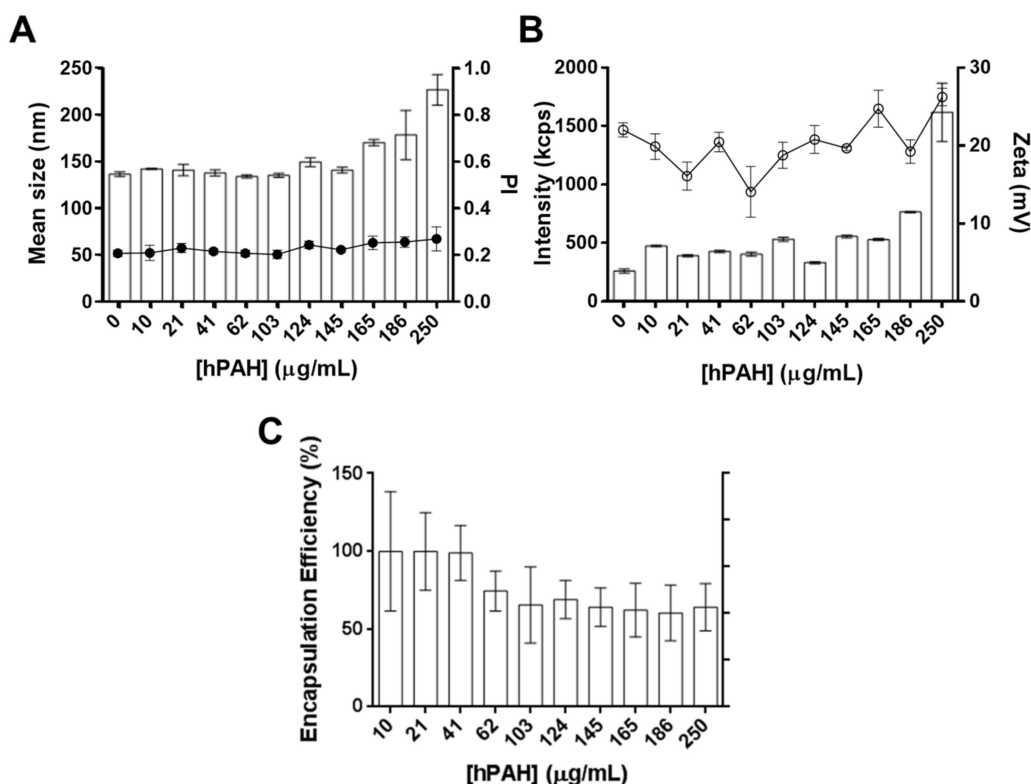 A
Mean size (nm)
250
200
150
100
50
0
1.0
0.8
0.6
0.4
0.2
0.0
PI
0 10 21 41 62 103 124 145 165 186 250
[hPAH] (μg/mL)
B
Intensity (kcps)
2000
1500
1000
500
0
30
20
10
0
Zeta (mV)
0 10 21 41 62 103 124 145 165 186 250
[hPAH] (μg/mL)
C
Encapsulation Efficiency (%)
150
100
50
0
10 21 41 62 103 124 145 165 186 250
[hPAH] (μg/mL)